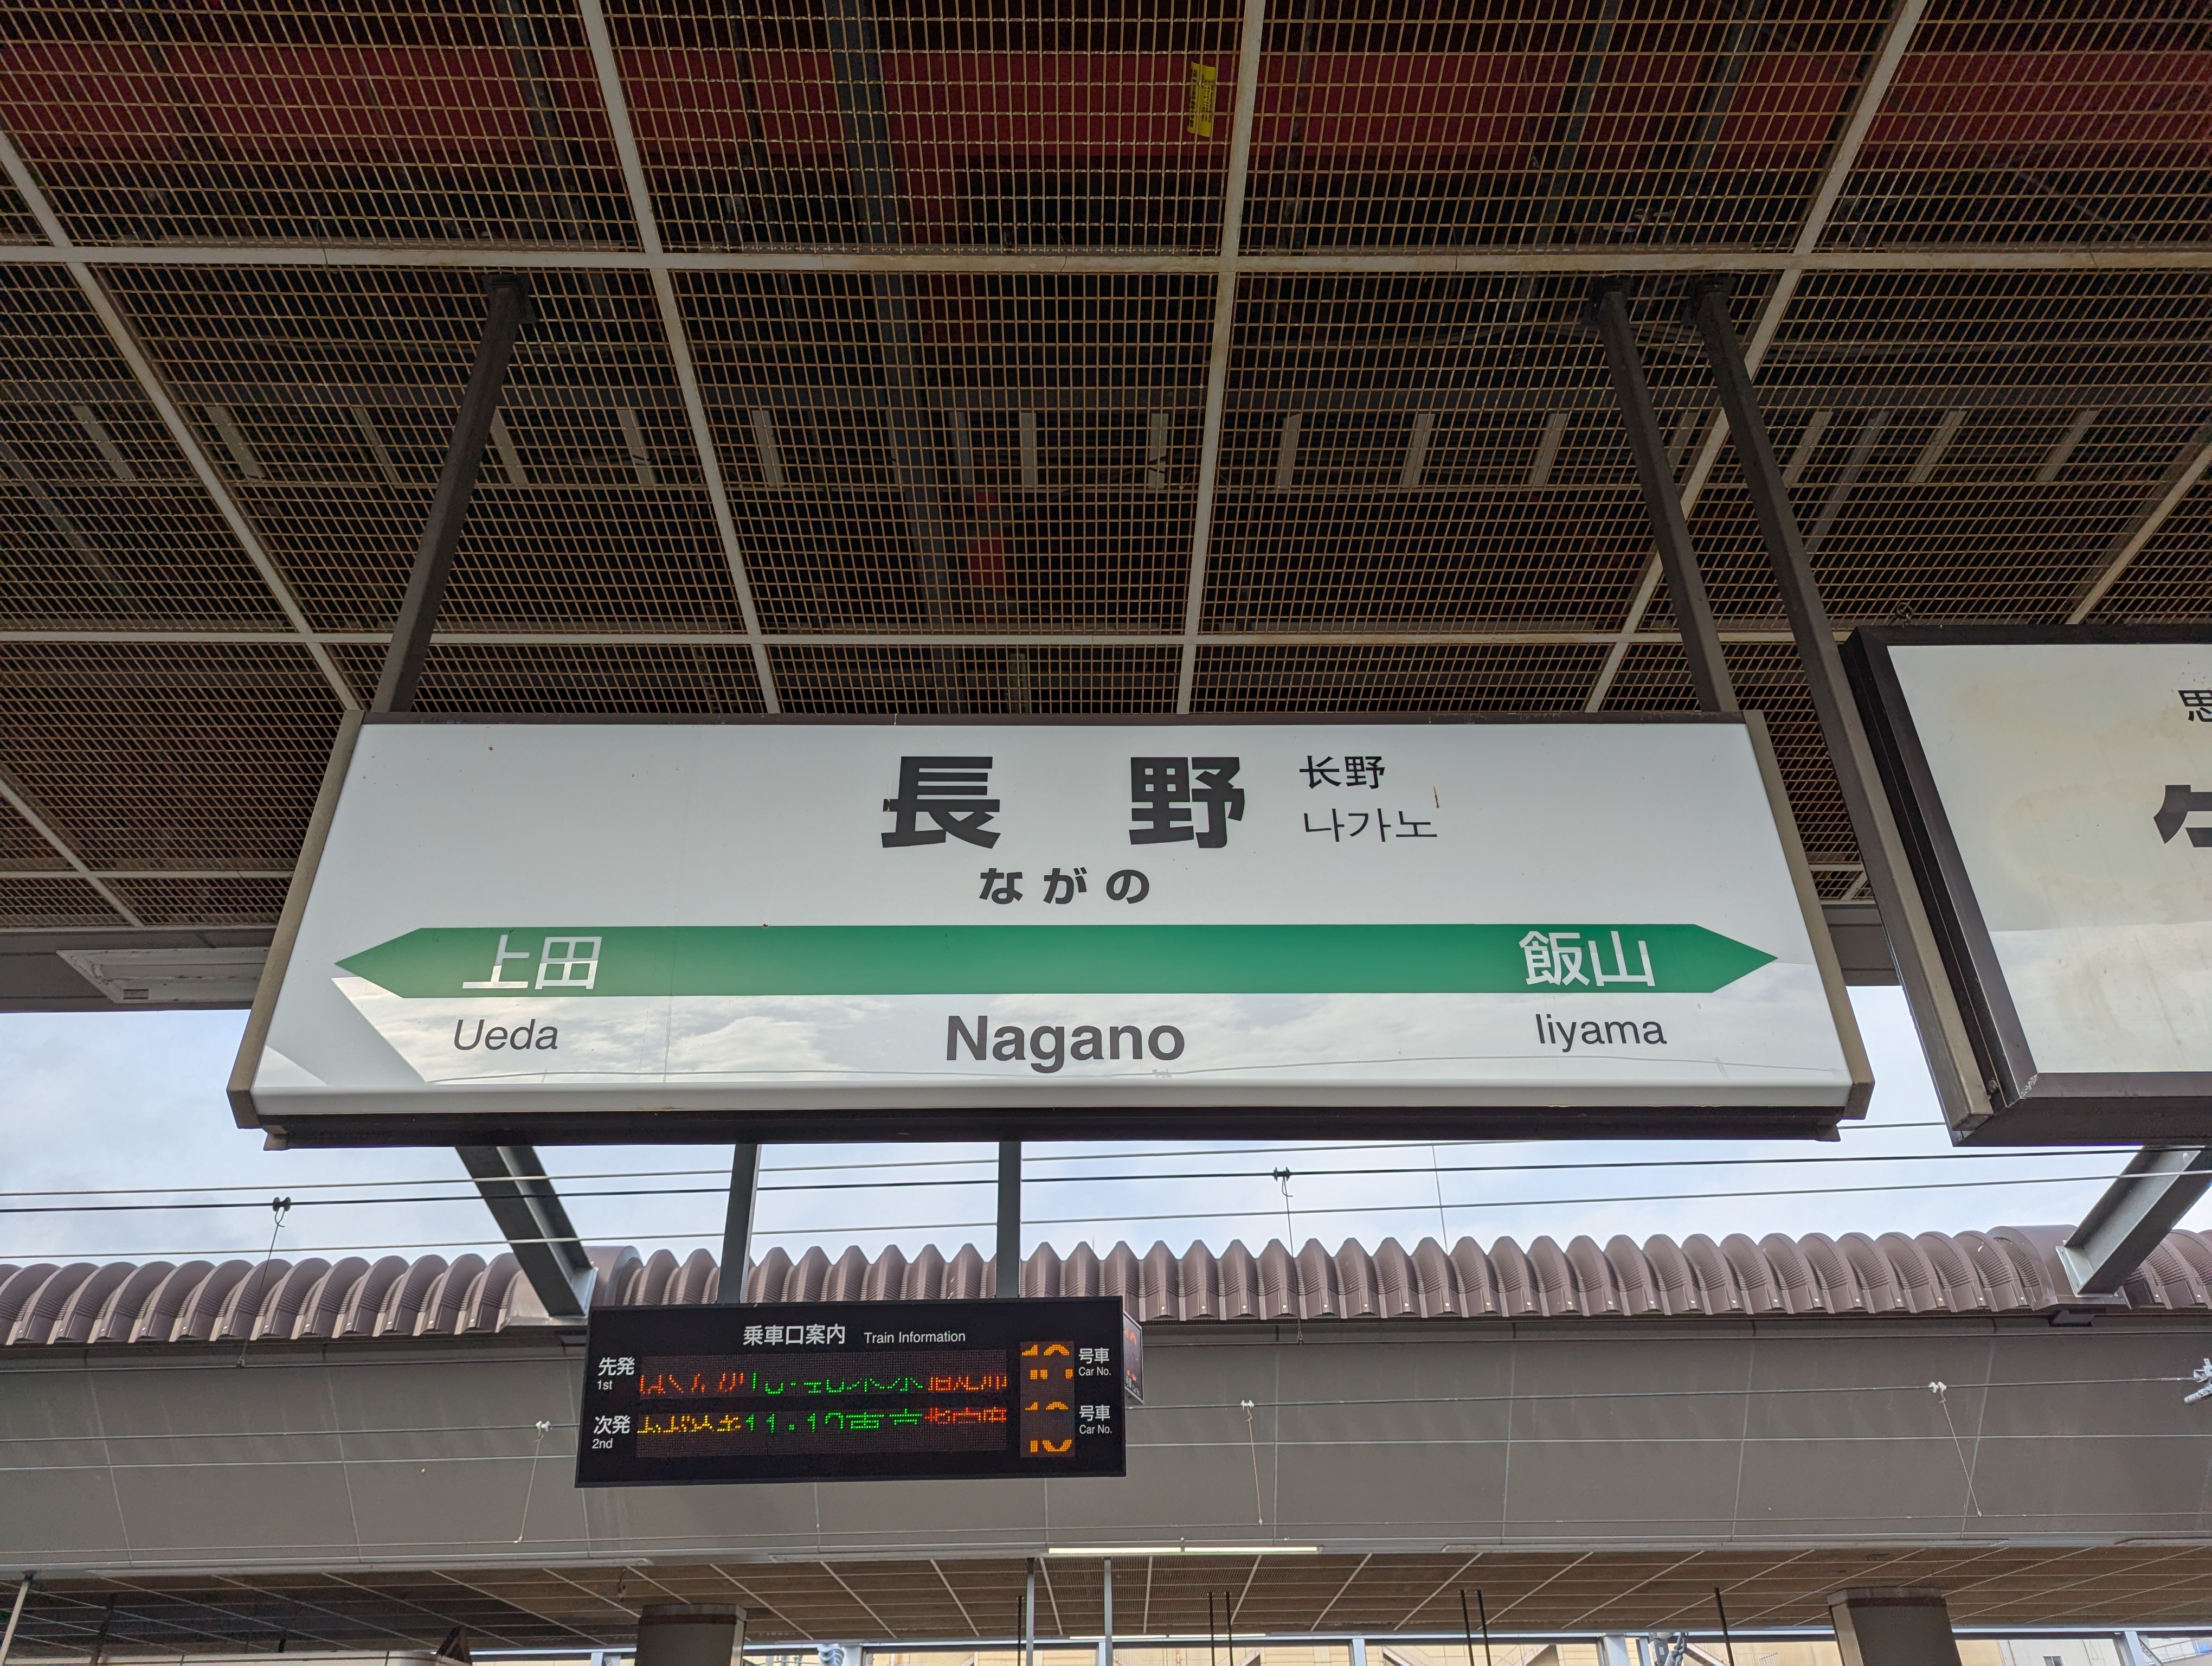 長野
长野
나가노
ながの
上田
飯山
Ueda
Nagano
Iiyama
乗車口案内 Train Information
先発
1st
号車
Car No.
次発
2nd
号車
Car No.